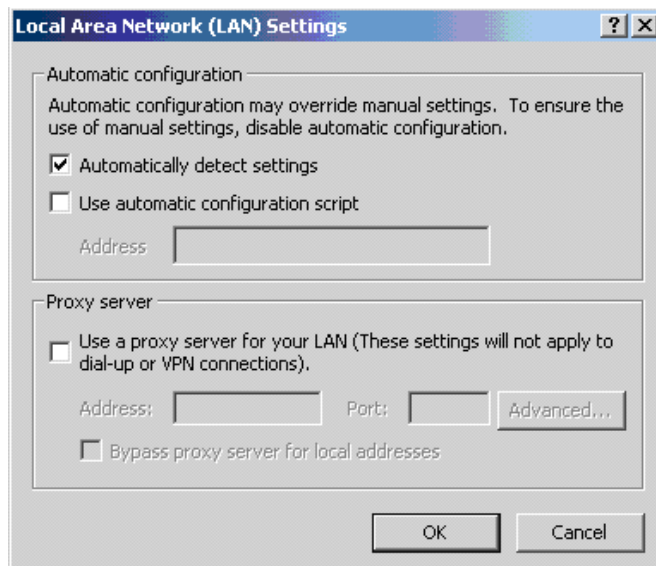 Local Area Network (LAN) Settings
Automatic configuration
Automatic configuration may override manual settings. To ensure the
use of manual settings, disable automatic configuration.
Automatically detect settings
Use automatic configuration script
Address
Proxy server
Use a proxy server for your LAN (These settings will not apply to
dial-up or VPN connections).
Address: Port: Advanced...
Bypass proxy server for local addresses
OK Cancel